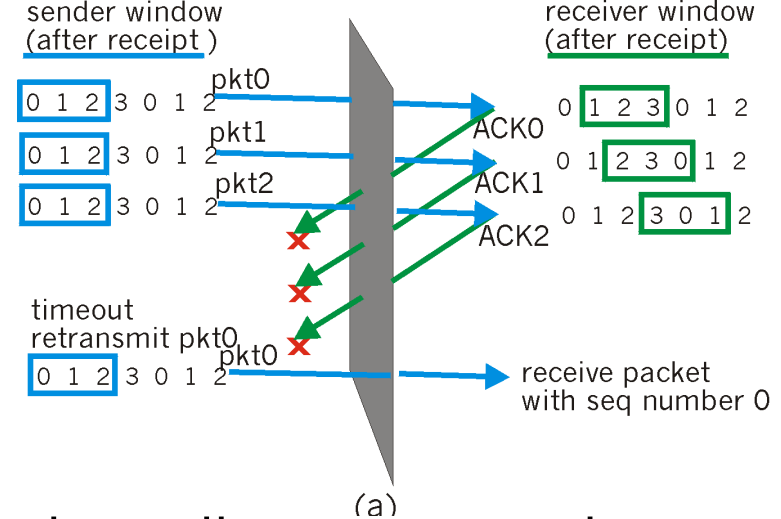 sender window
(after receipt )
receiver window
(after receipt)
0 1 2 3 0 1 2
pkt0
ACK0
0 1 2 3 0 1 2
0 1 2 3 0 1 2
pkt1
ACK1
0 1 2 3 0 1 2
0 1 2 3 0 1 2
pkt2
ACK2
0 1 2 3 0 1 2
timeout
retransmit pkt0
0 1 2 3 0 1 2
pkt0
receive packet
with seq number 0
(a)